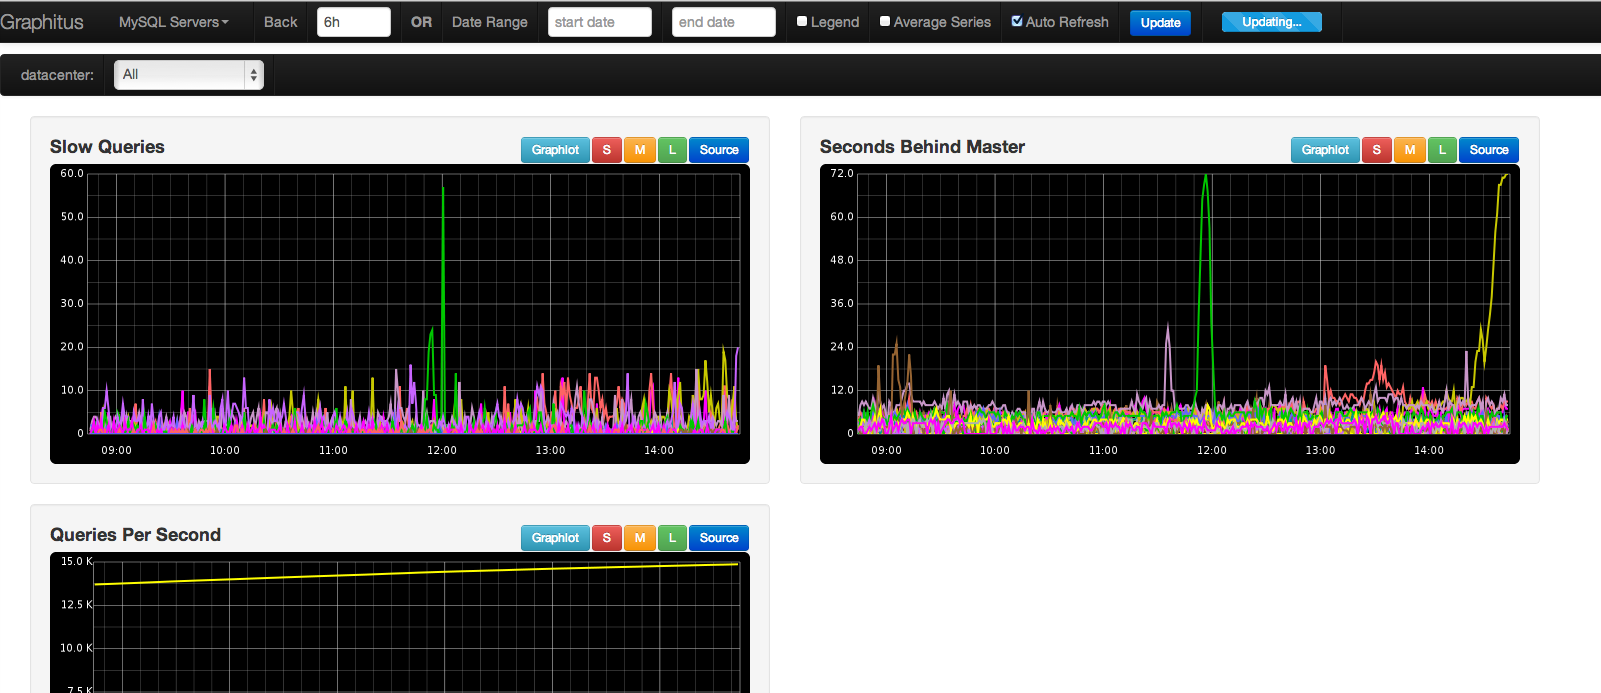 Graphitus MySQL Servers Back 6h OR Date Range start date end date Legend Average Series Auto Refresh Update Updating...
datacenter: All
Slow Queries Graphlot S M L Source
60.0
50.0
40.0
30.0
20.0
10.0
0
09:00 10:00 11:00 12:00 13:00 14:00
Seconds Behind Master Graphlot S M L Source
72.0
60.0
48.0
36.0
24.0
12.0
0
09:00 10:00 11:00 12:00 13:00 14:00
Queries Per Second Graphlot S M L Source
15.0 K
12.5 K
10.0 K
7.5 K